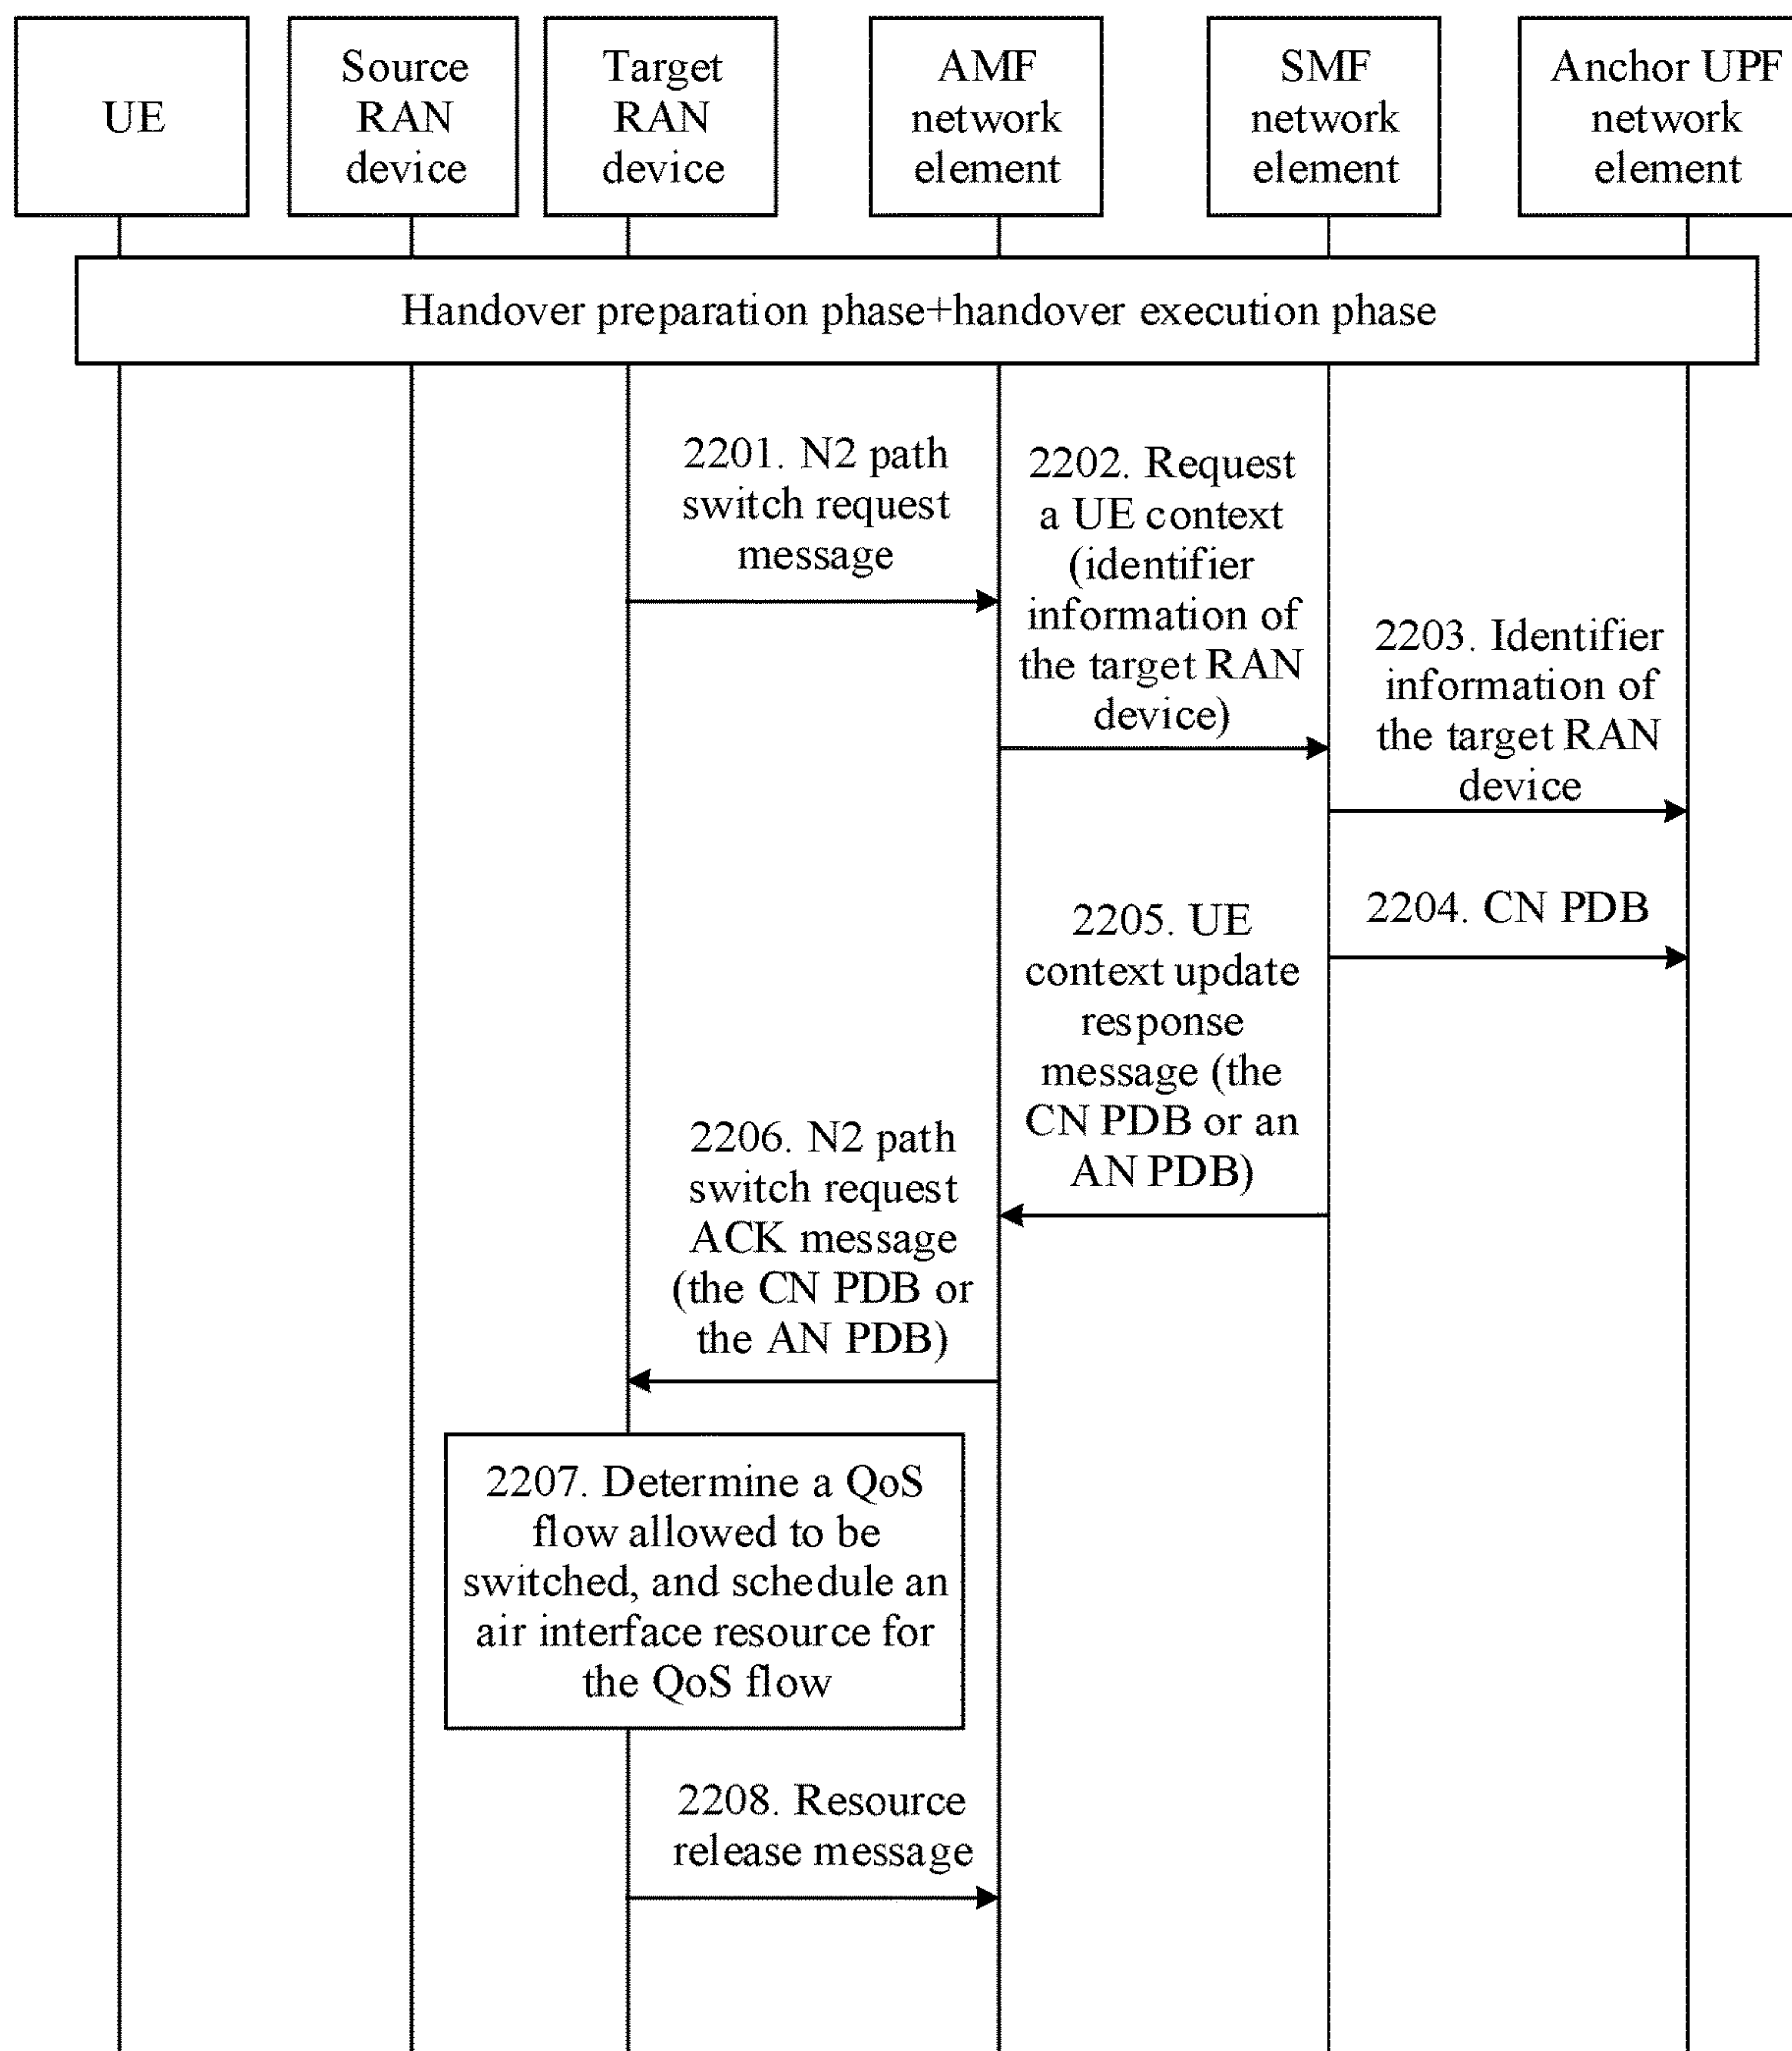 UE
Source
RAN
device
Target
RAN
device
AMF
network
element
SMF
network
element
Anchor UPF
network
element
Handover preparation phase+handover execution phase
2201. N2 path
switch request
message
2202. Request
a UE context
(identifier
information of
the target RAN
device)
2203. Identifier
information of
the target RAN
device
2204. CN PDB
2205. UE
context update
response
message (the
CN PDB or an
AN PDB)
2206. N2 path
switch request
ACK message
(the CN PDB or
the AN PDB)
2207. Determine a QoS
flow allowed to be
switched, and schedule an
air interface resource for
the QoS flow
2208. Resource
release message